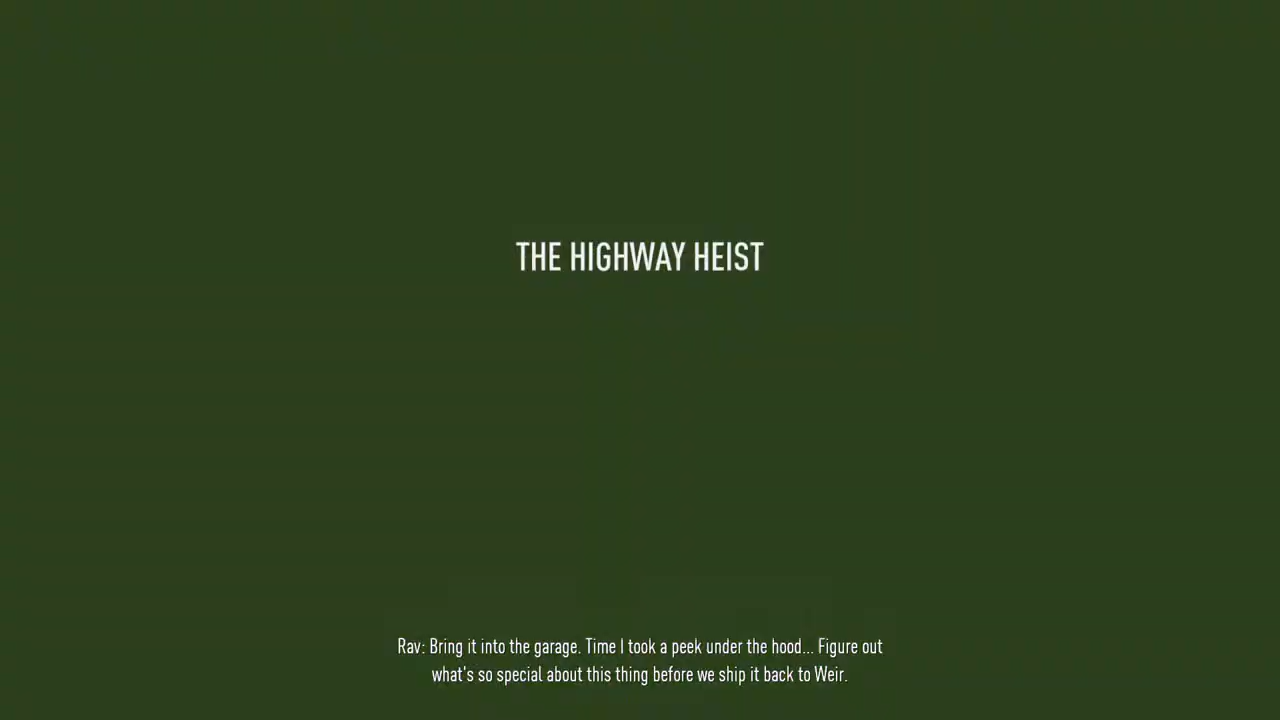 THE HIGHWAY HEIST
Rav: Bring it into the garage. Time I took a peek under the hood... Figure out
what's so special about this thing before we ship it back to Weir.